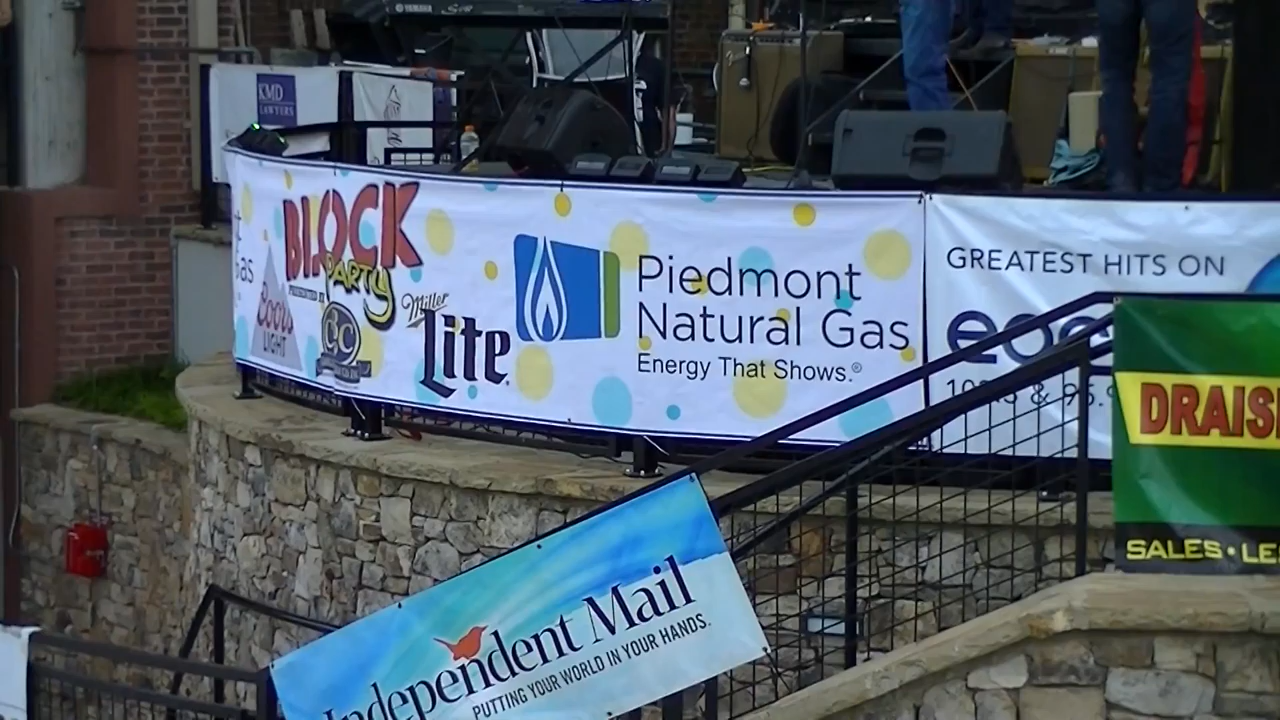 YAMAHA
KMD
LAWYERS
BLOCK
PARTY
Coors
LIGHT
Miller
Lite
Piedmont
Natural Gas
Energy That Shows.®
GREATEST HITS ON
SALES • LE
DRAIS
Independent Mail
PUTTING YOUR WORLD IN YOUR HANDS.